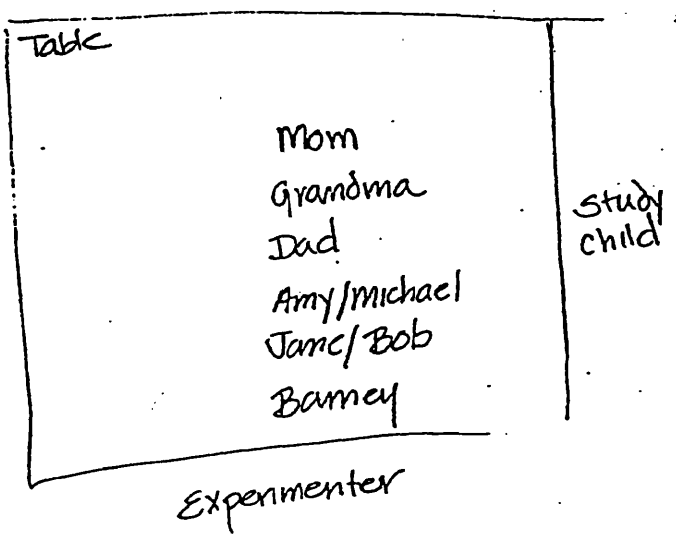 Table
Mom
Grandma
Dad
Study
child
Amy/Michael
Jane/Bob
Barney
Experimenter